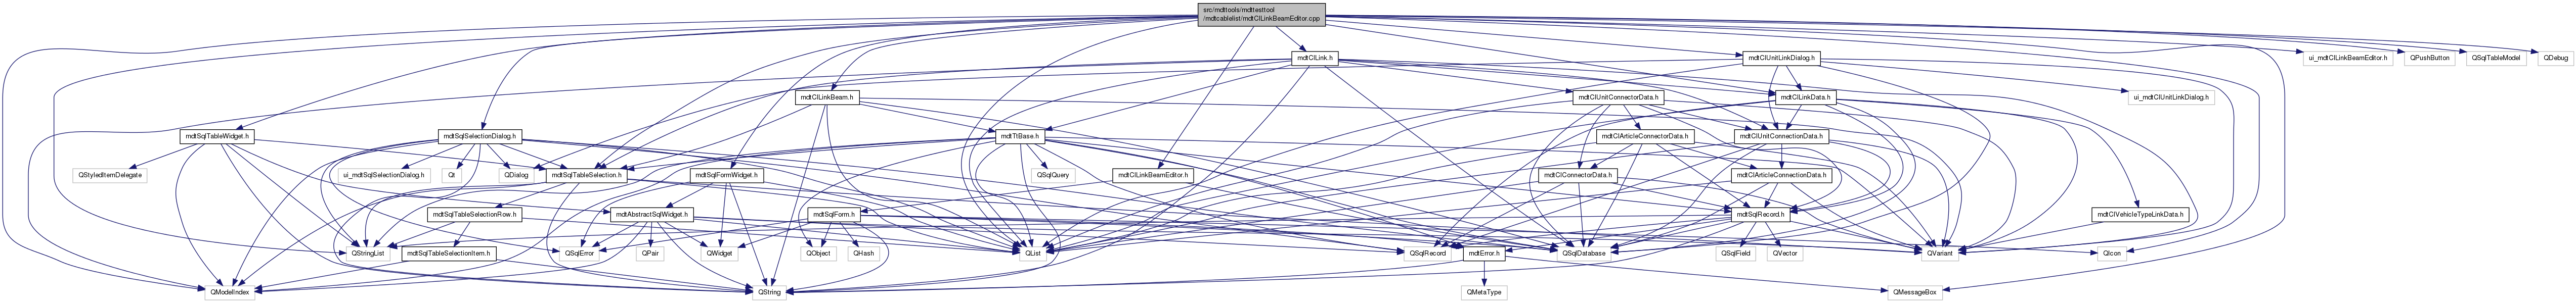 src/mdttools/mdttesttool
/mdtcablelist/mdtClLinkBeamEditor.cpp
mdtClLink.h
mdtClUnitLinkDialog.h
ui_mdtClLinkBeamEditor.h
QPushButton
QSqlTableModel
QDebug
mdtClLinkBeam.h
mdtClUnitConnectorData.h
mdtClLinkData.h
ui_mdtClUnitLinkDialog.h
mdtSqlTableWidget.h
mdtSqlSelectionDialog.h
mdtTtBase.h
mdtClArticleConnectorData.h
mdtClUnitConnectionData.h
QStyledItemDelegate
ui_mdtSqlSelectionDialog.h
Qt
QDialog
mdtSqlTableSelection.h
mdtSqlFormWidget.h
QSqlQuery
mdtClLinkBeamEditor.h
mdtClConnectorData.h
mdtClArticleConnectionData.h
mdtSqlTableSelectionRow.h
mdtAbstractSqlWidget.h
mdtSqlForm.h
mdtSqlRecord.h
mdtClVehicleTypeLinkData.h
QStringList
mdtSqlTableSelectionItem.h
QSqlError
QPair
QWidget
QObject
QHash
QList
QSqlRecord
mdtError.h
QSqlDatabase
QSqlField
QVector
QVariant
QIcon
QModelIndex
QString
QMetaType
QMessageBox